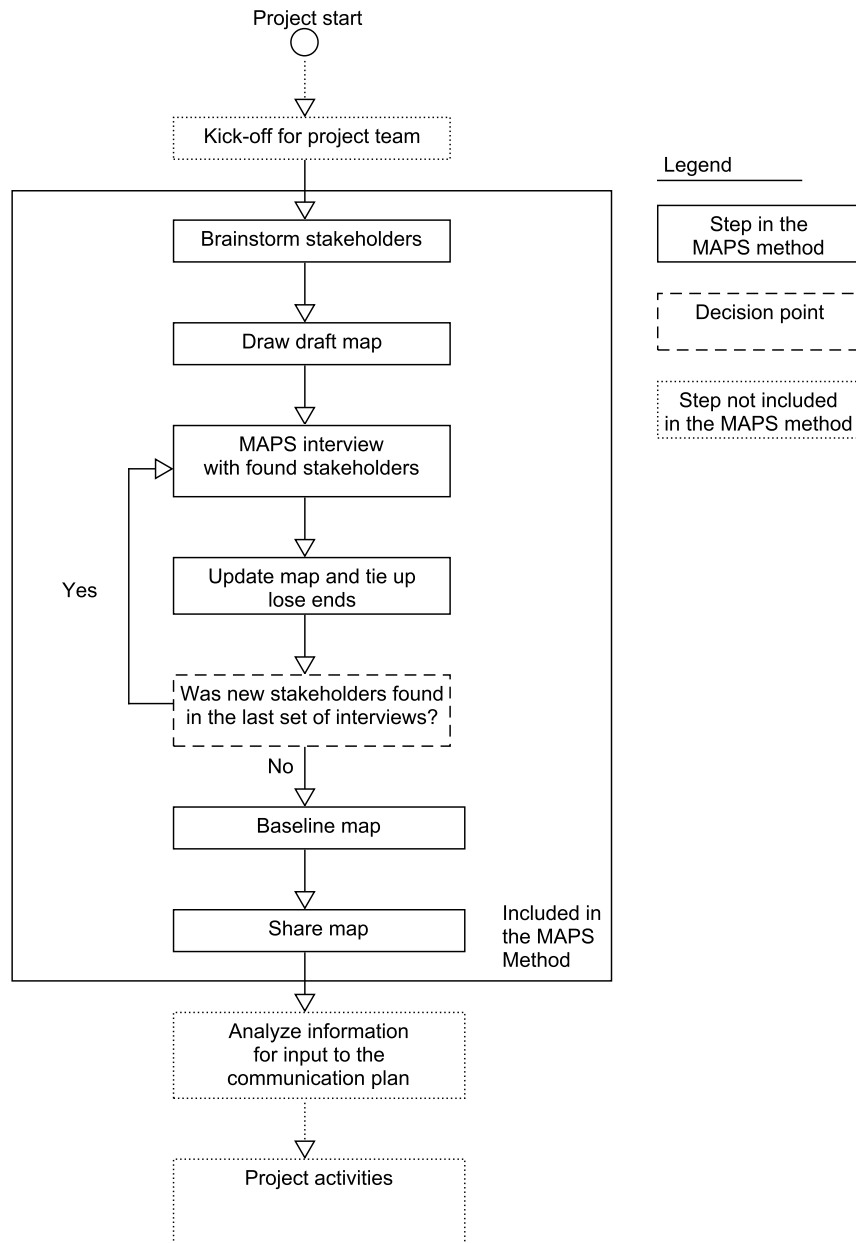 Project start
Kick-off for project team
Legend
Brainstorm stakeholders
Step in the
MAPS method
Decision point
Draw draft map
Step not included
in the MAPS method
MAPS interview
with found stakeholders
Update map and tie up
lose ends
Yes
Was new stakeholders found
in the last set of interviews?
No
Baseline map
Share map
Included in
the MAPS
Method
Analyze information
for input to the
communication plan
Project activities